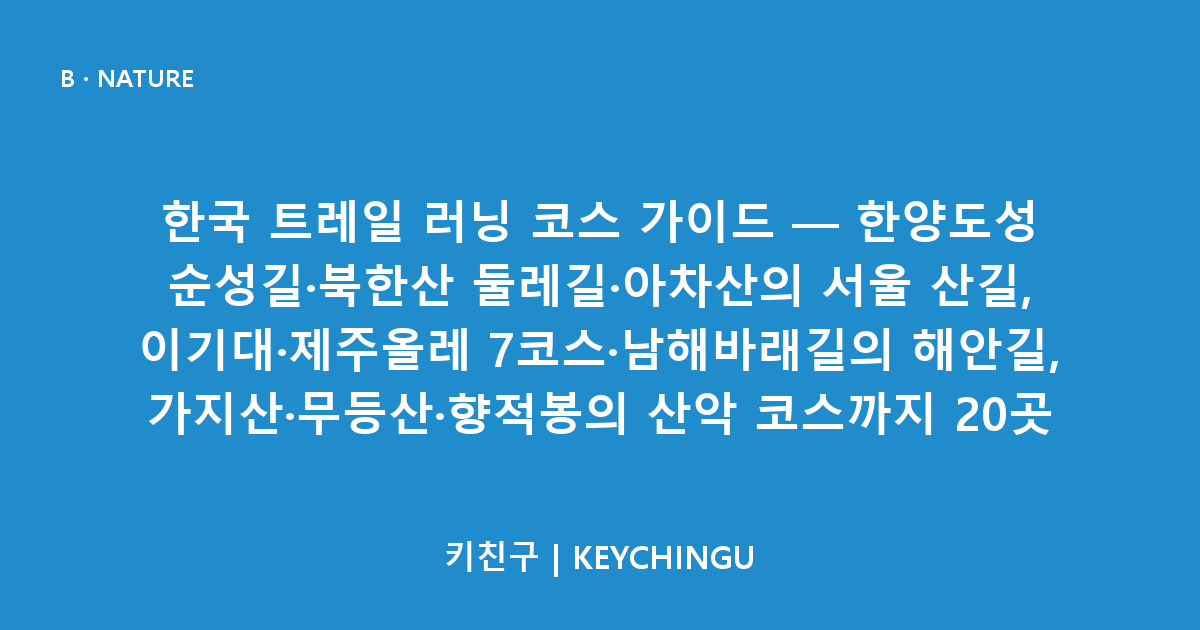 B · NATURE
한국 트레일 러닝 코스 가이드 — 한양도성
순성길·북한산 둘레길·아차산의 서울 산길,
이기대·제주올레 7코스·남해바래길의 해안길,
가지산·무등산·향적봉의 산악 코스까지 20곳
키친구 | KEYCHINGU